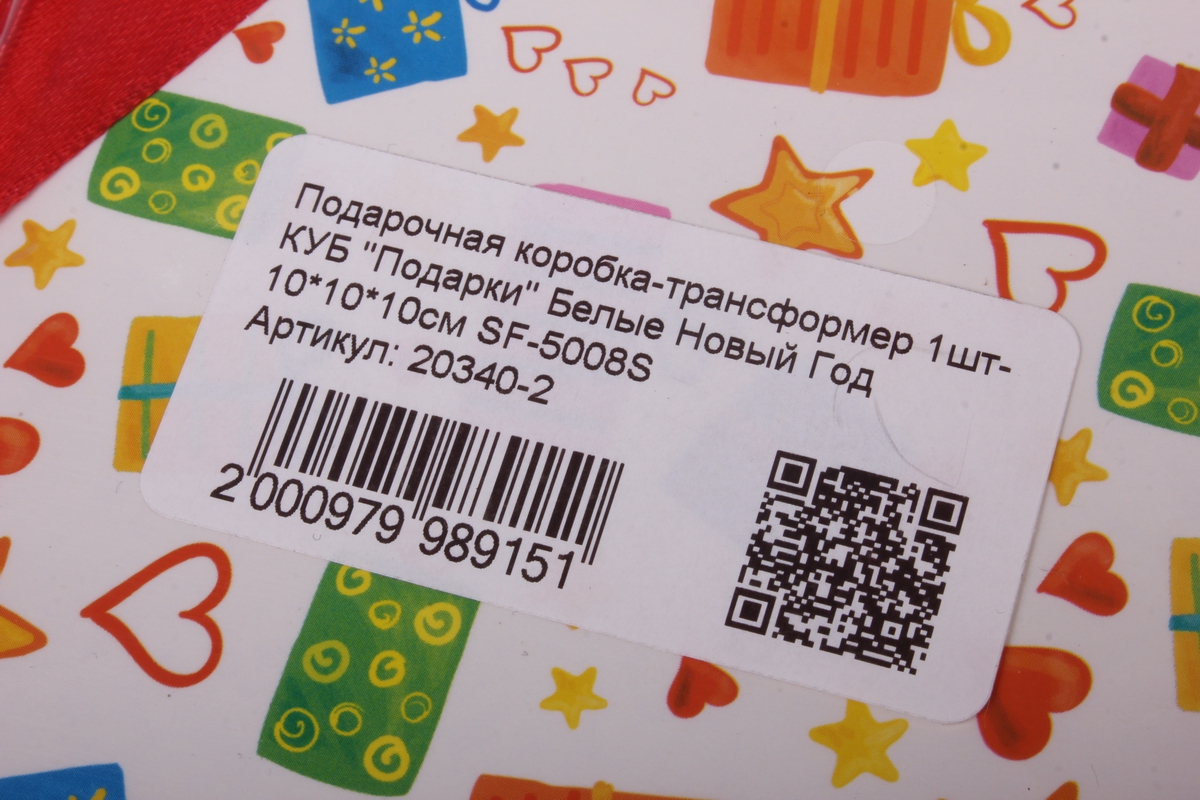 Подарочная коробка-трансформер 1шт-
КУБ "Подарки" Белые Новый Год
10*10*10см SF-5008S
Артикул: 20340-2
2 000979 989151